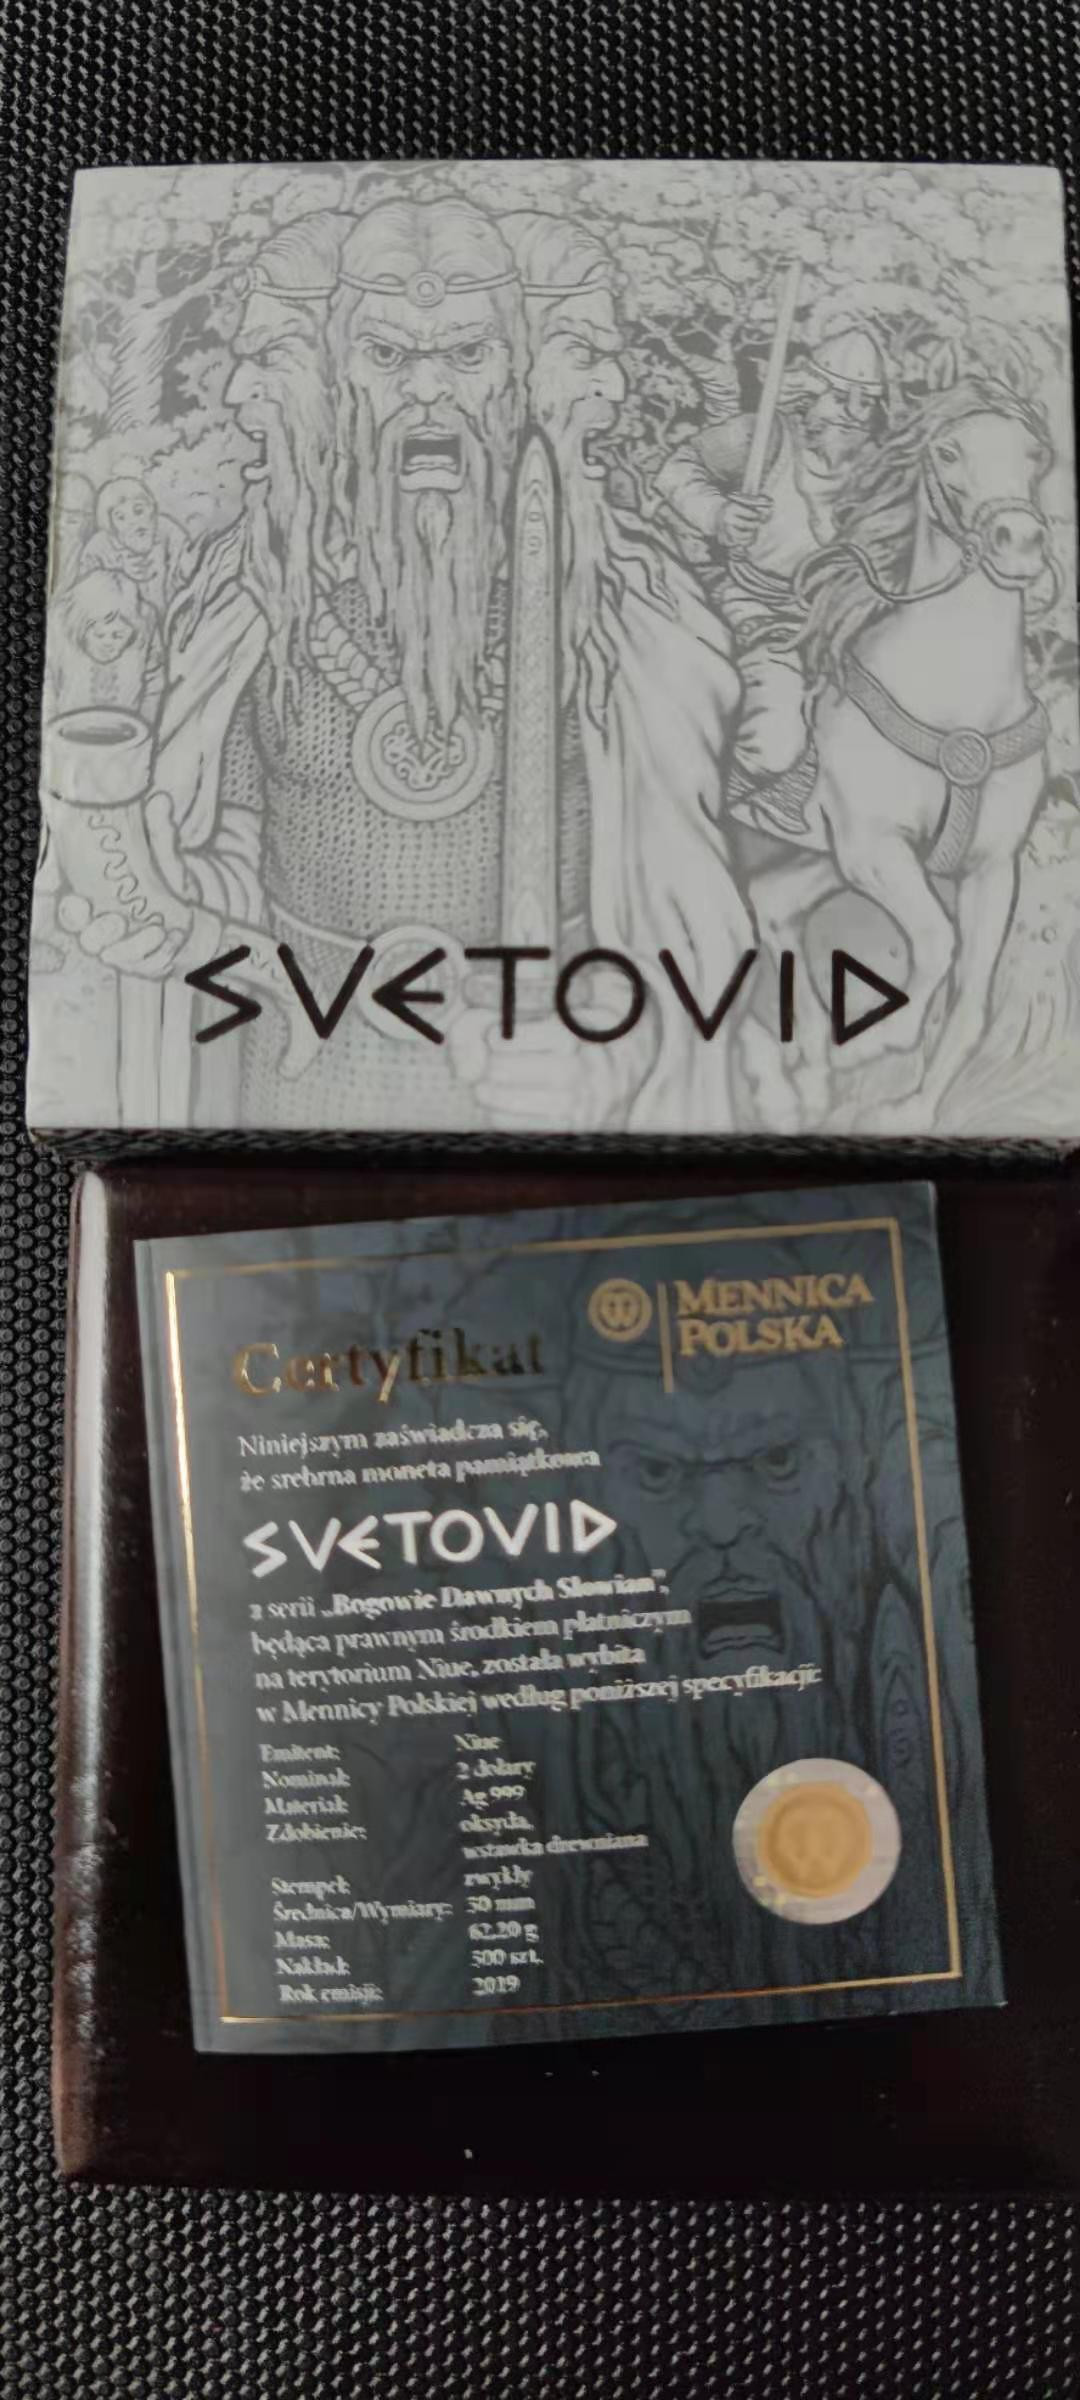 SVETOVID
MENNICA
POLSKA
Certyfikat
Niniejszym zaświadcza się,
że srebrna moneta pamiątkowa
SVETOVID
z serii „Bogowie Dawnych Słowian”,
będąca prawnym środkiem płatniczym
na terytorium Niue, została wybita
w Mennicy Polskiej według poniższej specyfikacji:
Emitent: Niue
Nominał: 2 dolary
Materiał: Ag 999
Zdobienie: oksyda,
wstawka drewniana
Stempel: zwykły
Średnica/Wymiary: 50 mm
Masa: 62,20 g
Nakład: 500 szt.
Rok emisji: 2019